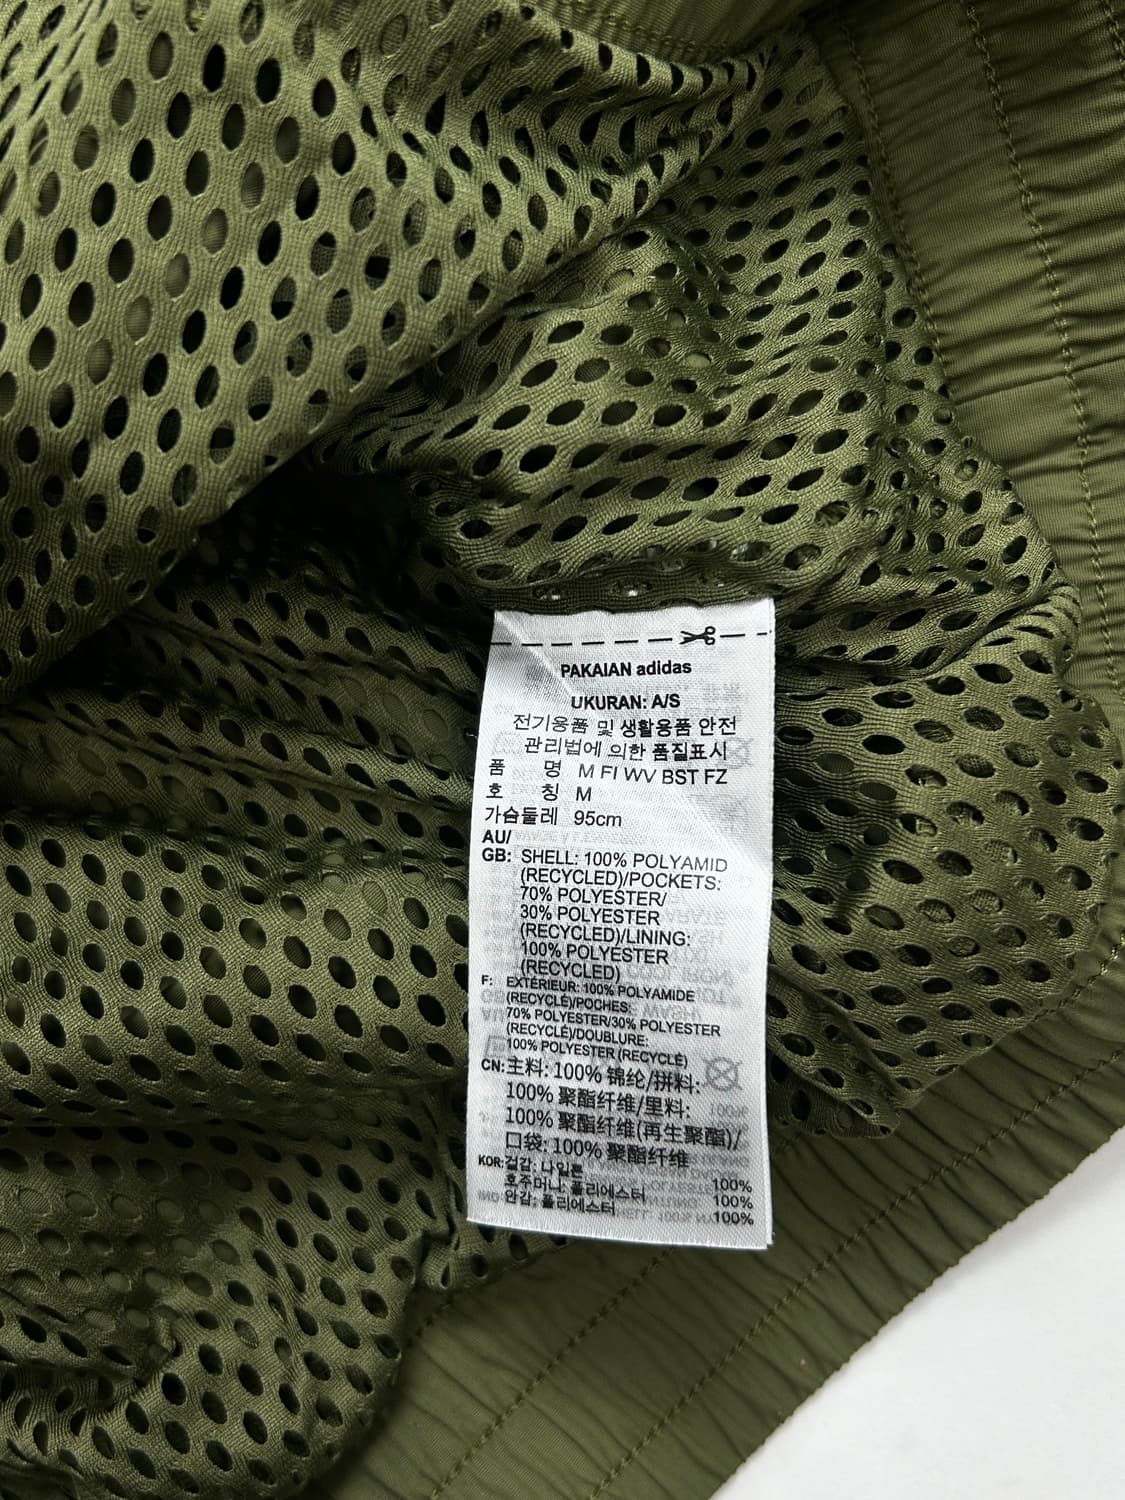 PAKAIAN adidas
UKURAN: A/S
전기용품 및 생활용품 안전
관리법에 의한 품질표시
품 명 M FI WV BST FZ
호 칭 M
가슴둘레 95cm
AU/
GB: SHELL: 100% POLYAMID
(RECYCLED)/POCKETS:
70% POLYESTER/
30% POLYESTER
(RECYCLED)/LINING:
100% POLYESTER
(RECYCLED)
F: EXTÉRIEUR: 100% POLYAMIDE
(RECYCLÉ)/POCHES:
70% POLYESTER/30% POLYESTER
(RECYCLÉ)/DOUBLURE:
100% POLYESTER (RECYCLÉ)
CN: 主料: 100% 锦纶/拼料:
100% 聚酯纤维/里料:
100% 聚酯纤维(再生聚酯)/
口袋: 100% 聚酯纤维
KOR: 겉감; 나일론 100%
호주머니; 폴리에스터 100%
안감; 폴리에스터 100%